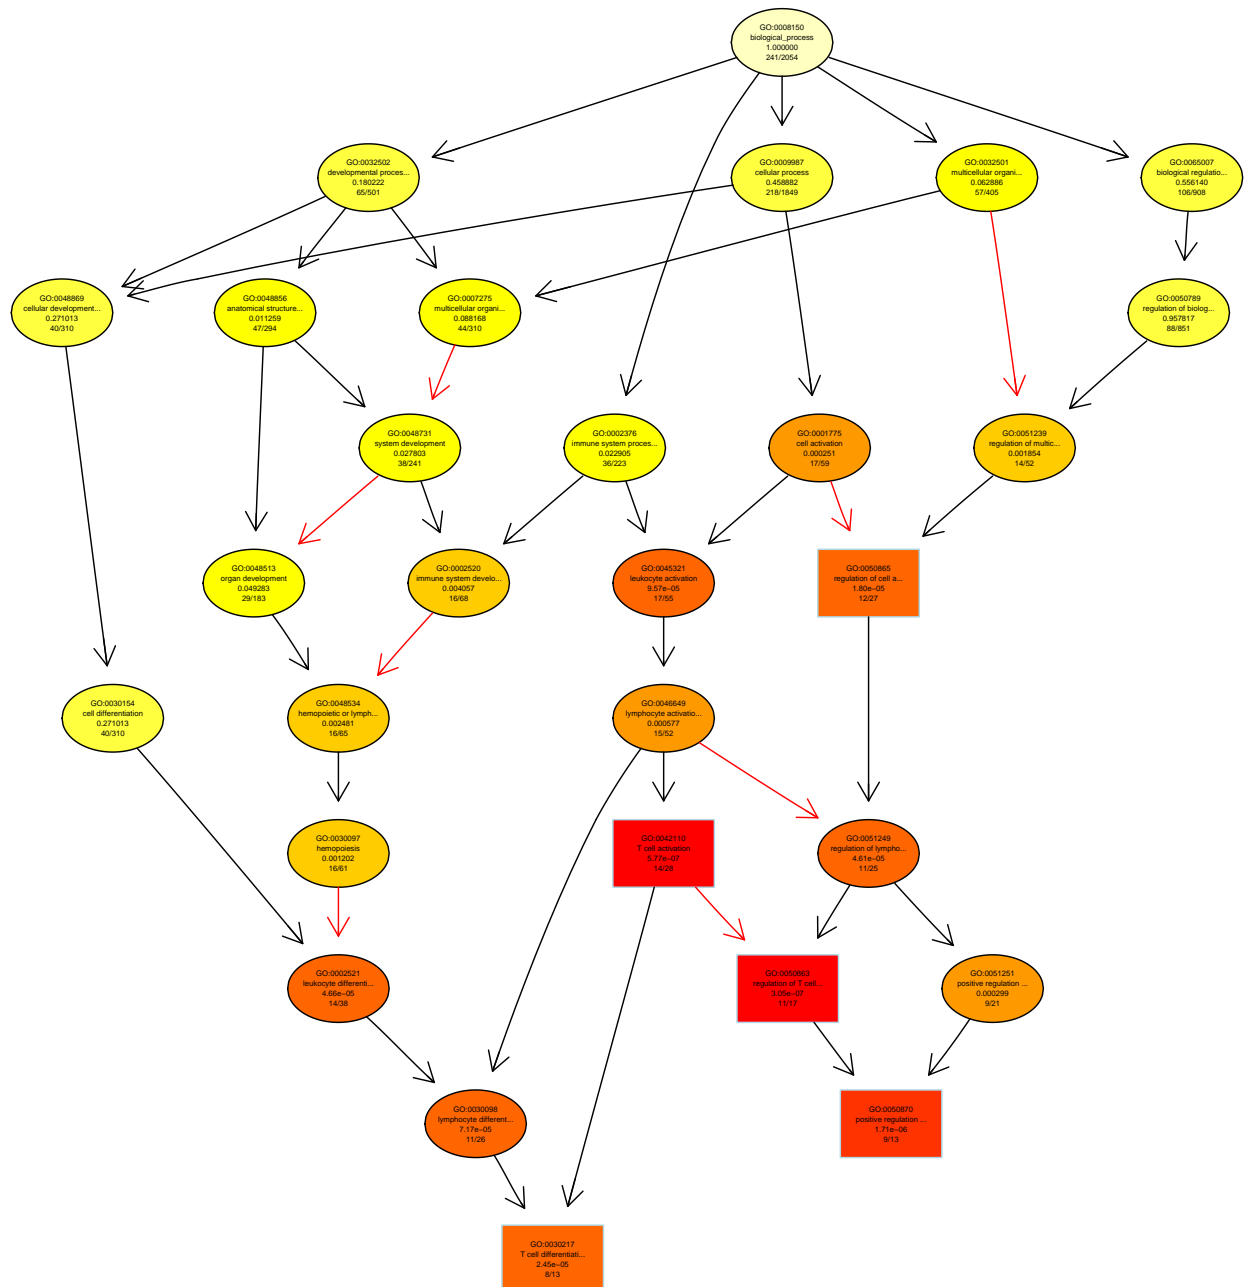 GO:0008150
biological_process
1.000000
241/2054
GO:0032502
developmental proces...
0.180222
65/501
GO:0009987
cellular process
0.458882
218/1849
GO:0032501
multicellular organi...
0.062886
57/405
GO:0065007
biological regulatio...
0.556140
106/908
GO:0048869
cellular development...
0.271013
40/310
GO:0048856
anatomical structure...
0.011259
47/294
GO:0007275
multicellular organi...
0.088168
44/310
GO:0050789
regulation of biolog...
0.957817
88/851
GO:0048731
system development
0.027803
38/241
GO:0002376
immune system proces...
0.022905
36/223
GO:0001775
cell activation
0.000251
17/59
GO:0051239
regulation of multic...
0.001854
14/52
GO:0048513
organ development
0.049283
29/183
GO:0002520
immune system develo...
0.004057
16/68
GO:0045321
leukocyte activation
9.57e−05
17/55
GO:0050865
regulation of cell a...
1.80e−05
12/27
GO:0030154
cell differentiation
0.271013
40/310
GO:0048534
hemopoietic or lymph...
0.002481
16/65
GO:0046649
lymphocyte activatio...
0.000577
15/52
GO:0030097
hemopoiesis
0.001202
16/61
GO:0042110
T cell activation
5.77e−07
14/28
GO:0051249
regulation of lympho...
4.61e−05
11/25
GO:0002521
leukocyte differenti...
4.66e−05
14/38
GO:0050863
regulation of T cell...
3.05e−07
11/17
GO:0051251
positive regulation ...
0.000299
9/21
GO:0030098
lymphocyte different...
7.17e−05
11/26
GO:0050870
positive regulation ...
1.71e−06
9/13
GO:0030217
T cell differentiati...
2.45e−05
8/13